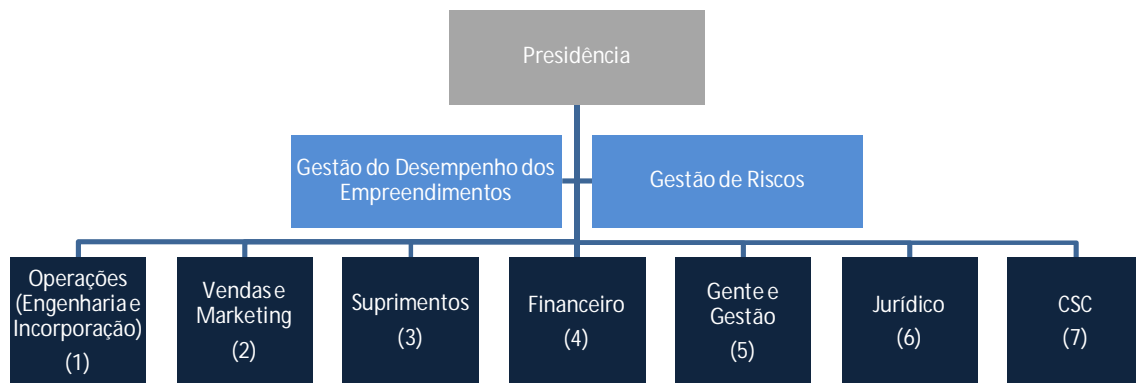 Presidência
Gestão do Desempenho dos
Empreendimentos
Gestão de Riscos
Operações
(Engenharia e
Incorporação)
(1)
Vendas e
Marketing
(2)
Suprimentos
(3)
Financeiro
(4)
Gente e
Gestão
(5)
Jurídico
(6)
CSC
(7)